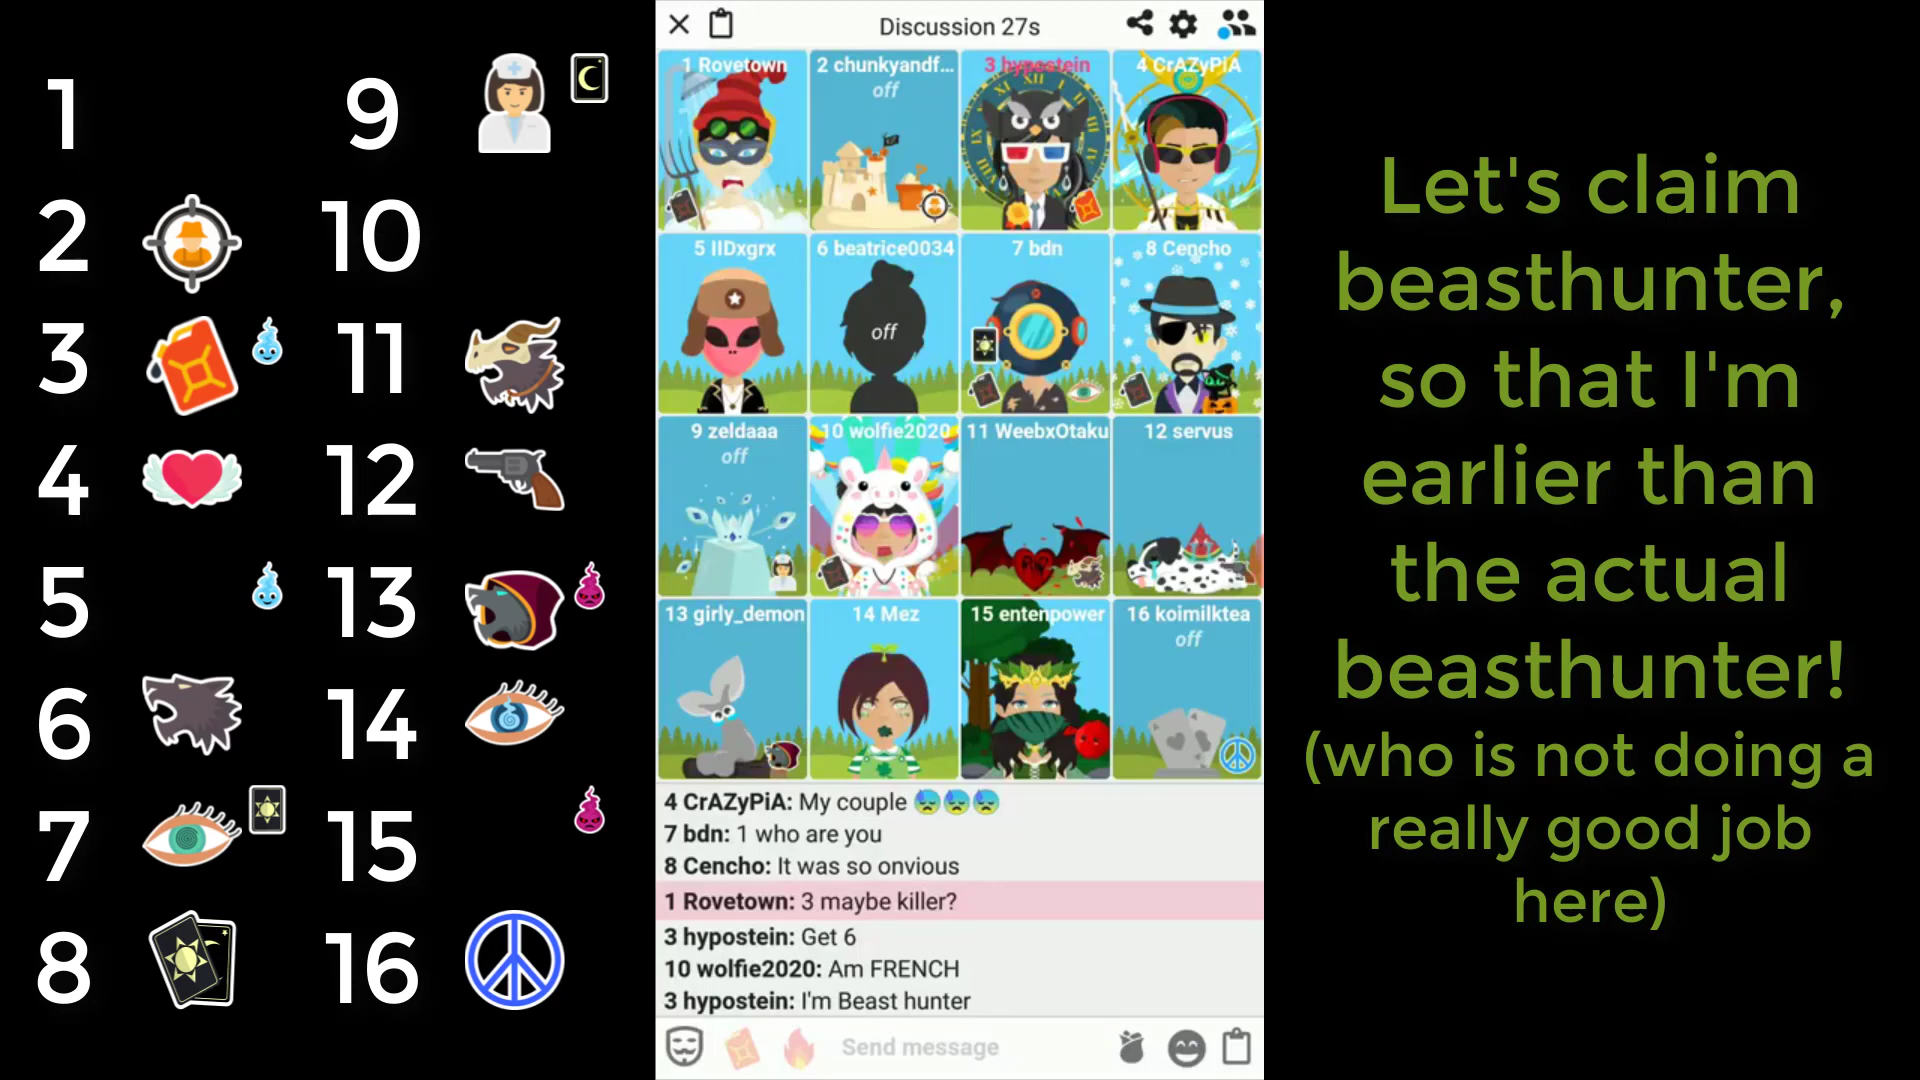 1
2
3
4
5
6
7
8
9
10
11
12
13
14
15
16
Discussion 27s
1 Rovetown
2 chunkyandf...
off
3 hypostein
4 CrAZyPiA
5 IIDxgrx
6 beatrice0034
off
7 bdn
8 Cencho
9 zeldaaa
off
10 wolfie2020
11 WeebxOtaku
12 servus
13 girly_demon
14 Mez
15 entenpower
16 koimilktea
off
4 CrAZyPiA: My couple
7 bdn: 1 who are you
8 Cencho: It was so onvious
1 Rovetown: 3 maybe killer?
3 hypostein: Get 6
10 wolfie2020: Am FRENCH
3 hypostein: I'm Beast hunter
Send message
Let's claim
beasthunter,
so that I'm
earlier than
the actual
beasthunter!
(who is not doing a
really good job
here)